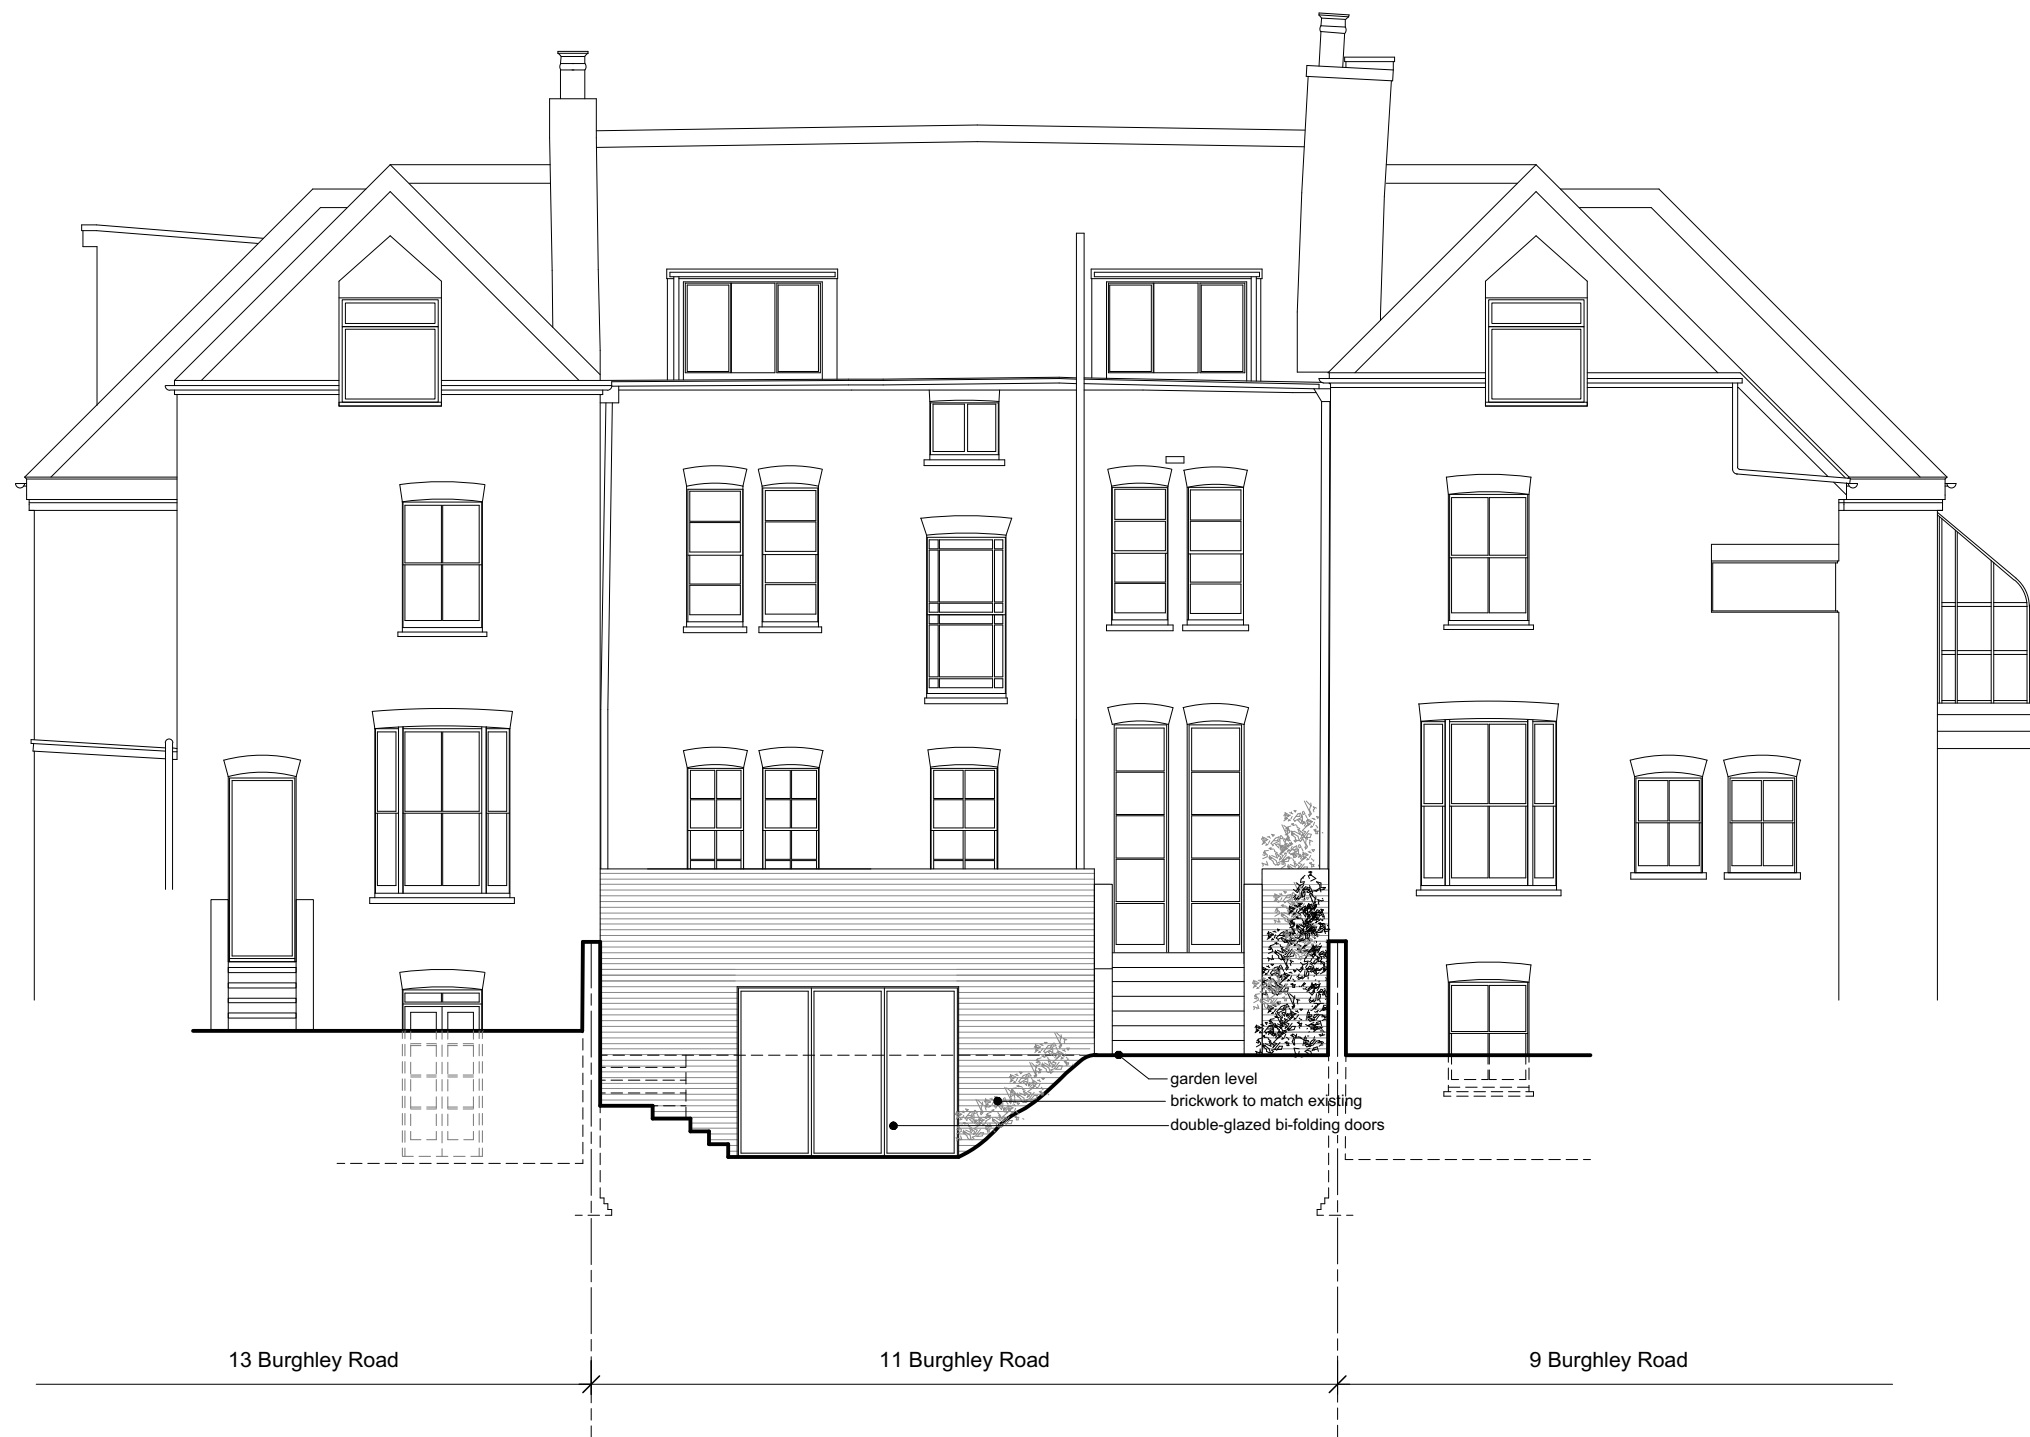 garden level
brickwork to match existing
double-glazed bi-folding doors
13 Burghley Road
11 Burghley Road
9 Burghley Road